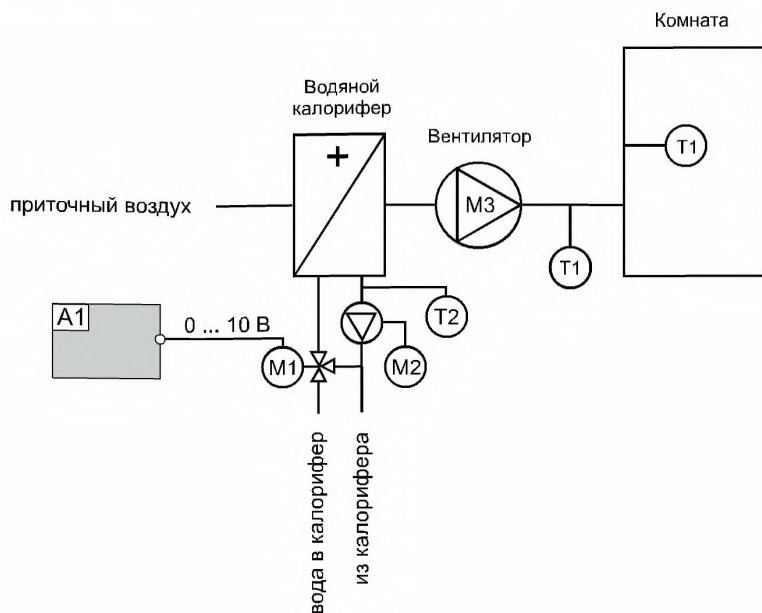 Комната
Водяной
калорифер
Вентилятор
+
T1
приточный воздух
M3
T1
A1
0 ... 10 В
T2
M1
M2
вода в калорифер
из калорифера